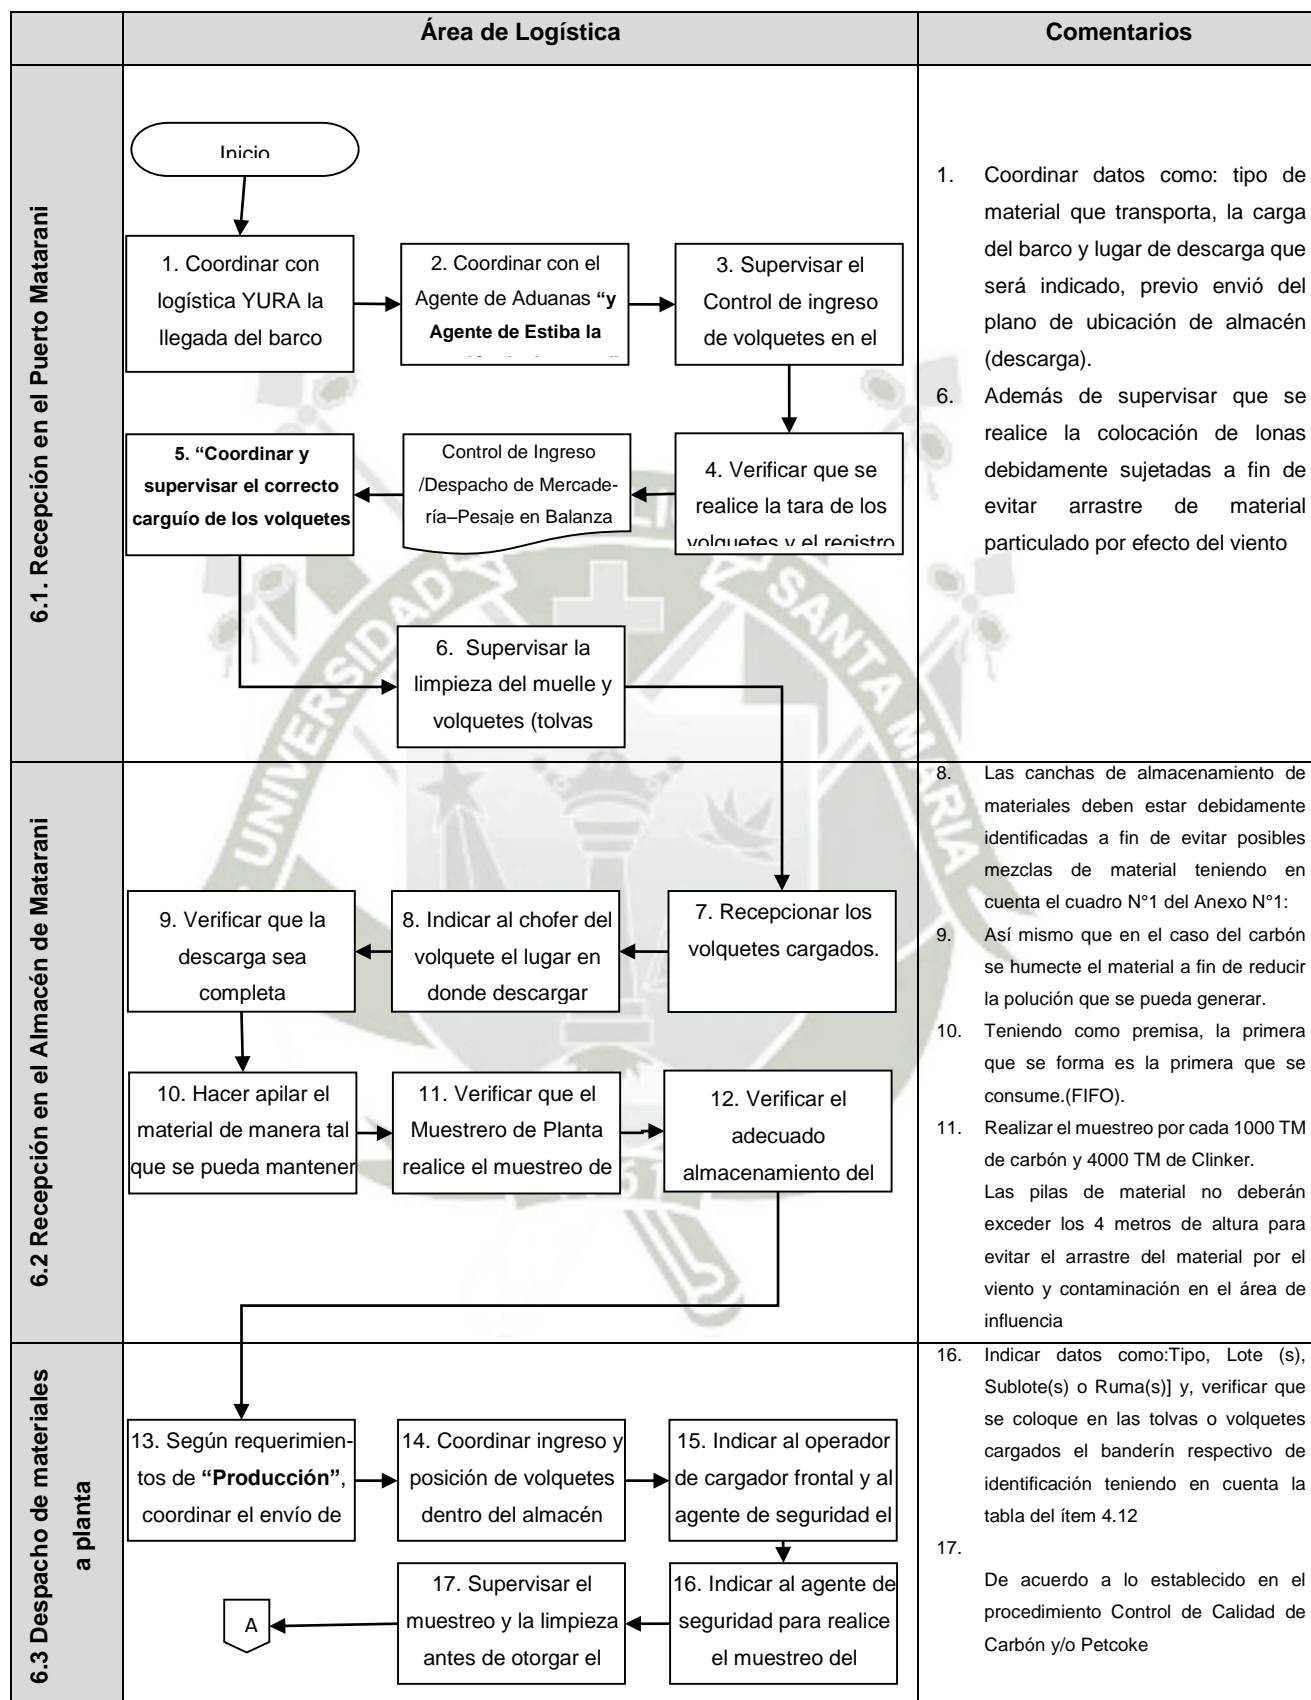 Área de Logística
Comentarios
6.1. Recepción en el Puerto Matarani
Inicio
1. Coordinar con
logística YURA la
llegada del barco
2. Coordinar con el
Agente de Aduanas “y
Agente de Estiba la
3. Supervisar el
Control de ingreso
de volquetes en el
4. Verificar que se
realice la tara de los
volquetes y el registro
Control de Ingreso
/Despacho de Mercade-
ría–Pesaje en Balanza
5. “Coordinar y
supervisar el correcto
carguío de los volquetes
6. Supervisar la
limpieza del muelle y
volquetes (tolvas
1. Coordinar datos como: tipo de
material que transporta, la carga
del barco y lugar de descarga que
será indicado, previo envió del
plano de ubicación de almacén
(descarga).
6. Además de supervisar que se
realice la colocación de lonas
debidamente sujetadas a fin de
evitar arrastre de material
particulado por efecto del viento
6.2 Recepción en el Almacén de Matarani
7. Recepcionar los
volquetes cargados.
8. Indicar al chofer del
volquete el lugar en
donde descargar
9. Verificar que la
descarga sea
completa
10. Hacer apilar el
material de manera tal
que se pueda mantener
11. Verificar que el
Muestrero de Planta
realice el muestreo de
12. Verificar el
adecuado
almacenamiento del
8. Las canchas de almacenamiento de
materiales deben estar debidamente
identificadas a fin de evitar posibles
mezclas de material teniendo en
cuenta el cuadro N°1 del Anexo N°1:
9. Así mismo que en el caso del carbón
se humecte el material a fin de reducir
la polución que se pueda generar.
10. Teniendo como premisa, la primera
que se forma es la primera que se
consume.(FIFO).
11. Realizar el muestreo por cada 1000 TM
de carbón y 4000 TM de Clinker.
Las pilas de material no deberán
exceder los 4 metros de altura para
evitar el arrastre del material por el
viento y contaminación en el área de
influencia
6.3 Despacho de materiales
a planta
13. Según requerimien-
tos de “Producción”,
coordinar el envío de
14. Coordinar ingreso y
posición de volquetes
dentro del almacén
15. Indicar al operador
de cargador frontal y al
agente de seguridad el
16. Indicar al agente de
seguridad para realice
el muestreo del
17. Supervisar el
muestreo y la limpieza
antes de otorgar el
A
16. Indicar datos como:Tipo, Lote (s),
Sublote(s) o Ruma(s)] y, verificar que
se coloque en las tolvas o volquetes
cargados el banderín respectivo de
identificación teniendo en cuenta la
tabla del ítem 4.12
17.
De acuerdo a lo establecido en el
procedimiento Control de Calidad de
Carbón y/o Petcoke
UNIVERSIDAD
SANTA MARIA